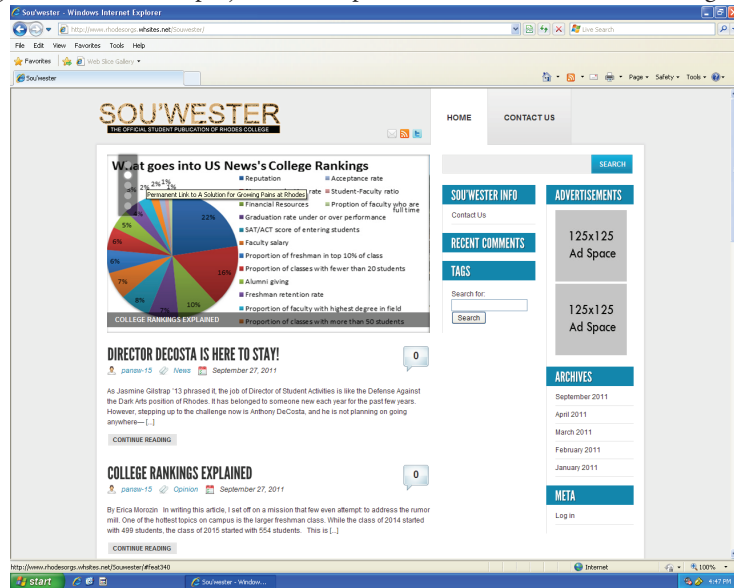 Sou'wester - Windows Internet Explorer
http://www.rhodesorgs.whsites.net/Souwester/
Live Search
File Edit View Favorites Tools Help
Favorites Web Slice Gallery
Sou'wester
Page Safety Tools
SOU'WESTER
THE OFFICIAL STUDENT PUBLICATION OF RHODES COLLEGE
HOME CONTACT US
What goes into US News's College Rankings
Reputation Acceptance rate
rate Student-Faculty ratio
Permanent Link to A Solution for Growing Pains at Rhodes
Financial Resources Proption of faculty who are
full time
Graduation rate under or over performance
SAT/ACT score of entering students
Faculty salary
Proportion of freshman in top 10% of class
Proportion of classes with fewer than 20 students
Alumni giving
Freshman retention rate
Proportion of faculty with highest degree in field
Proportion of classes with more than 50 students
2% 2% 1% 1%
22%
16%
10%
7%
8%
7%
6%
6%
5%
4%
COLLEGE RANKINGS EXPLAINED
DIRECTOR DECOSTA IS HERE TO STAY!
0
pansw-15 News September 27, 2011
As Jasmine Gilstrap '13 phrased it, the job of Director of Student Activities is like the Defense Against
the Dark Arts position of Rhodes. It has belonged to someone new each year for the past few years.
However, stepping up to the challenge now is Anthony DeCosta, and he is not planning on going
anywhere— [...]
CONTINUE READING
COLLEGE RANKINGS EXPLAINED
0
pansw-15 Opinion September 27, 2011
By Erica Morozin In writing this article, I set off on a mission that few even attempt: to address the rumor
mill. One of the hottest topics on campus is the larger freshman class. While the class of 2014 started
with 499 students, the class of 2015 started with 554 students. This is [...]
CONTINUE READING
SEARCH
SOU'WESTER INFO
Contact Us
RECENT COMMENTS
TAGS
Search for:
Search
ADVERTISEMENTS
125x125
Ad Space
125x125
Ad Space
ARCHIVES
September 2011
April 2011
March 2011
February 2011
January 2011
META
Log in
http://www.rhodesorgs.whsites.net/Souwester/#feat340
Internet 100%
start Sou'wester - Window... 4:47 PM